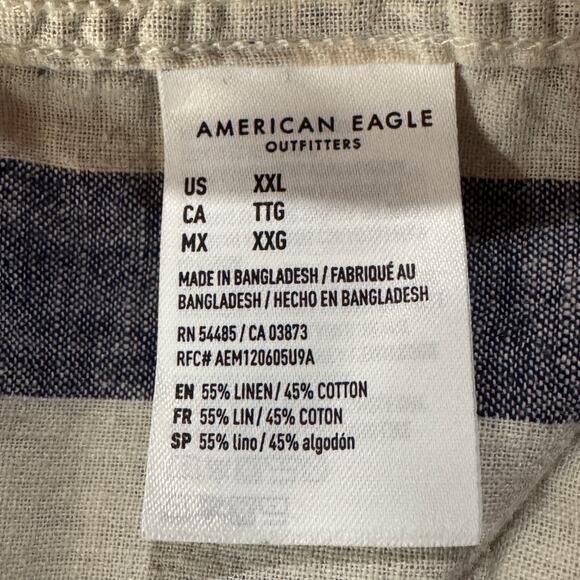 AMERICAN EAGLE
OUTFITTERS
US XXL
CA TTG
MX XXG
MADE IN BANGLADESH / FABRIQUÉ AU
BANGLADESH / HECHO EN BANGLADESH
RN 54485 / CA 03873
RFC# AEM120605U9A
EN 55% LINEN / 45% COTTON
FR 55% LIN / 45% COTON
SP 55% lino / 45% algodón